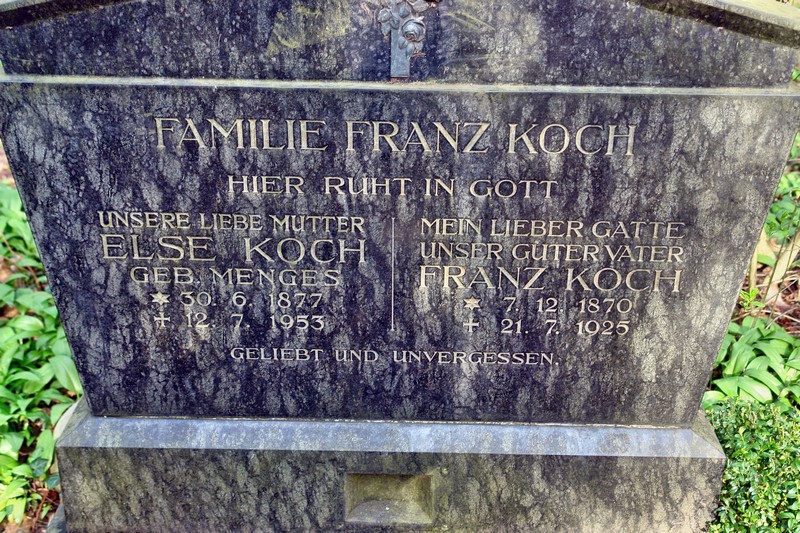 FAMILIE FRANZ KOCH
HIER RUHT IN GOTT
UNSERE LIEBE MUTTER
ELSE KOCH
GEB. MENGES
* 30. 6. 1877
+ 12. 7. 1953
MEIN LIEBER GATTE
UNSER GUTER VATER
FRANZ KOCH
* 7. 12. 1870
+ 21. 7. 1925
GELIEBT UND UNVERGESSEN.